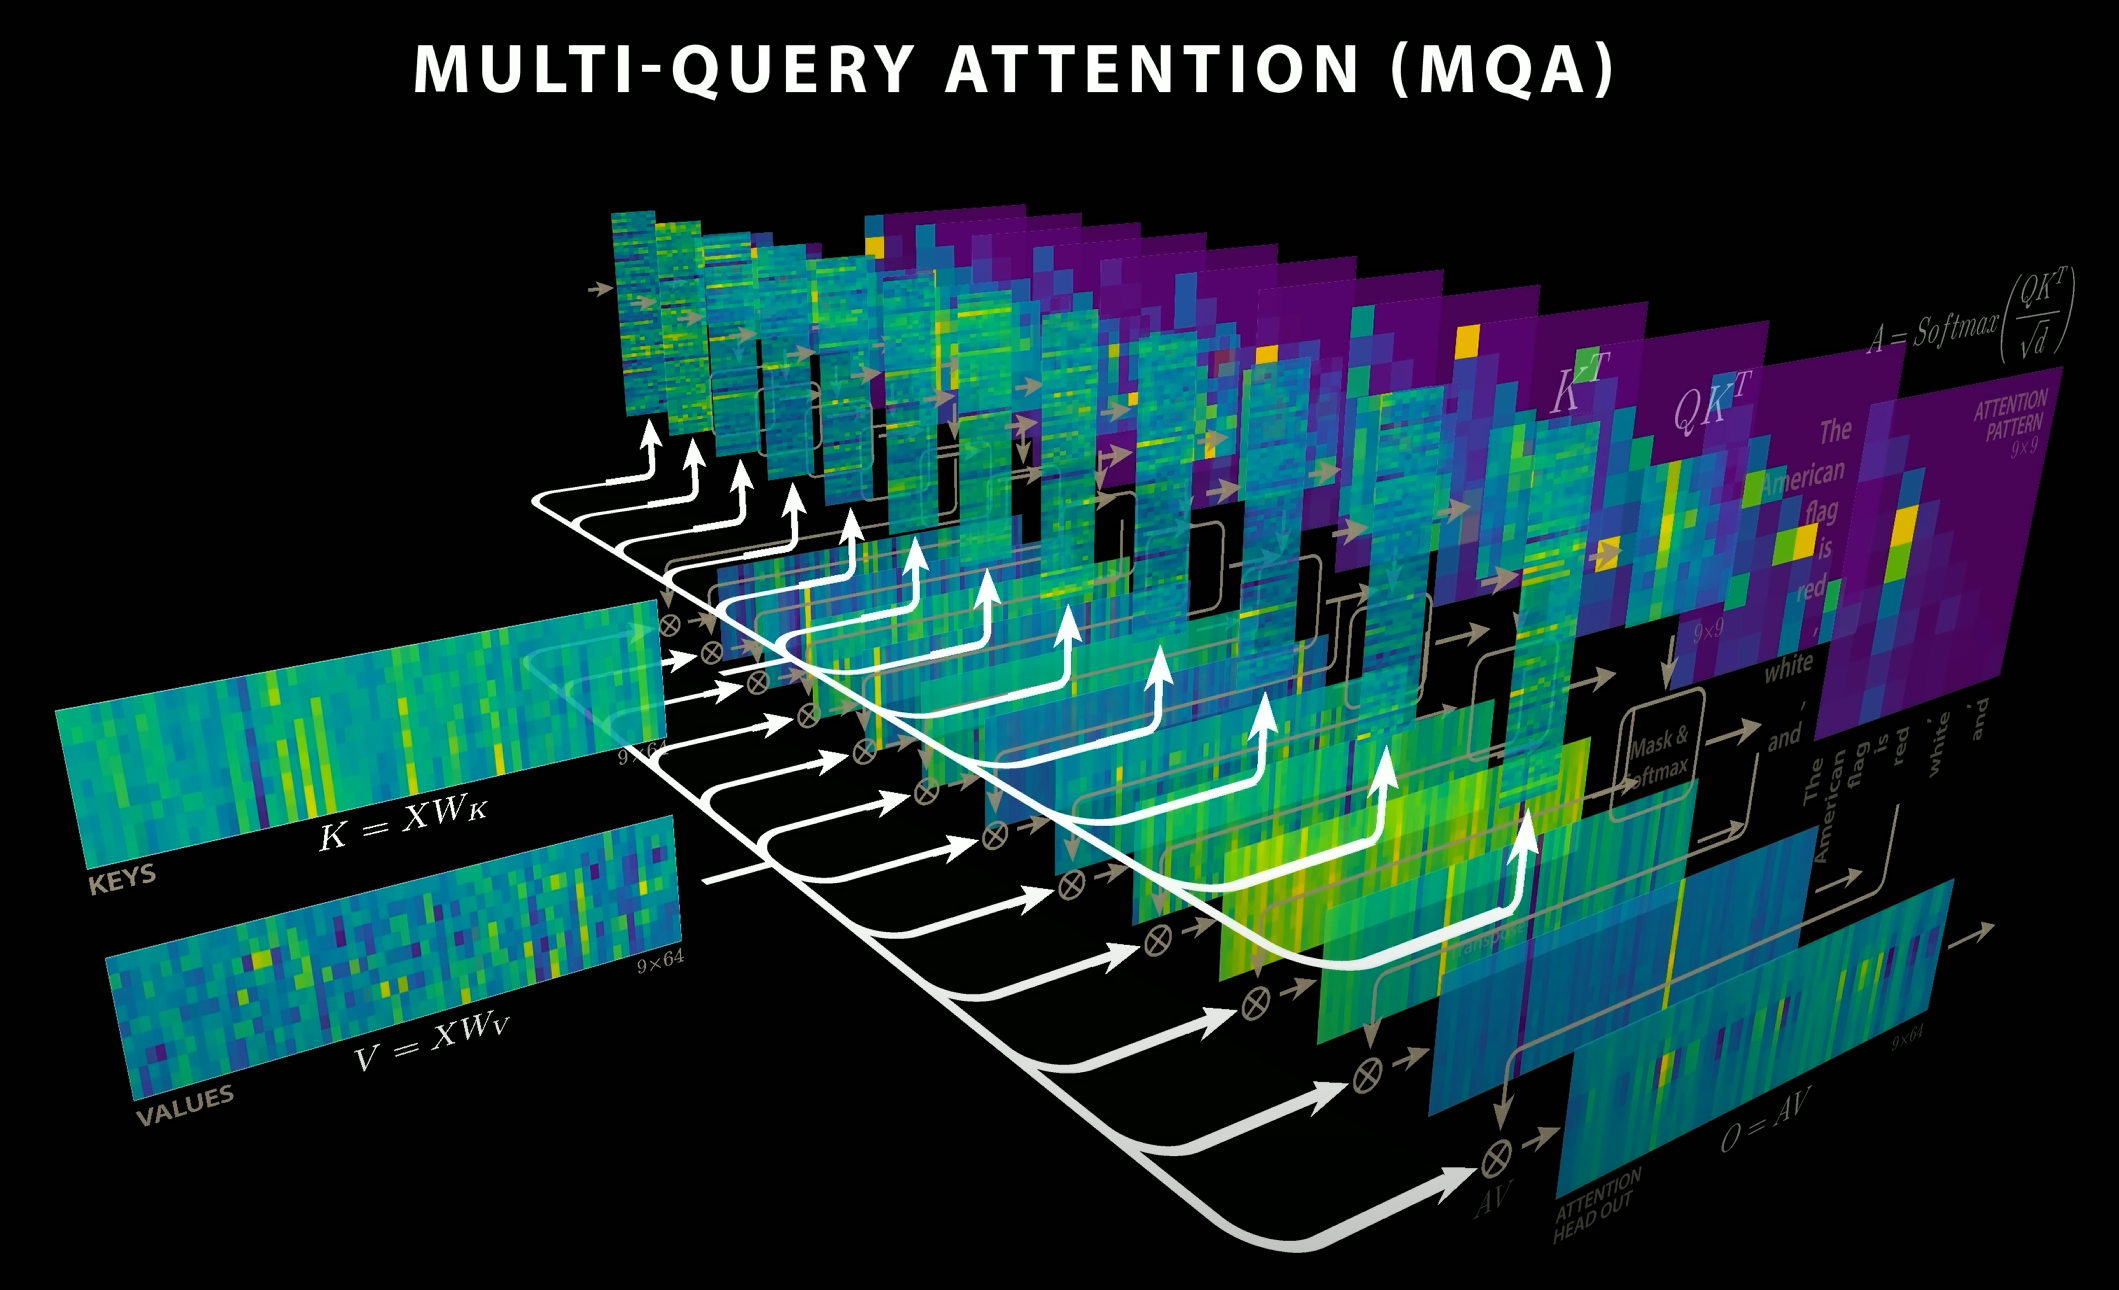 MULTI-QUERY ATTENTION (MQA)
A = Softmax(QK^T / √d)
K^T
QK^T
ATTENTION
PATTERN
9×9
The
American
flag
is
red
,
white
,
and
9×9
Mask &
Softmax
The
American
flag
is
red
,
white
,
and
9×64
K = XW_K
KEYS
9×64
V = XW_V
VALUES
Transpose
9×64
O = AV
AV
ATTENTION
HEAD OUT